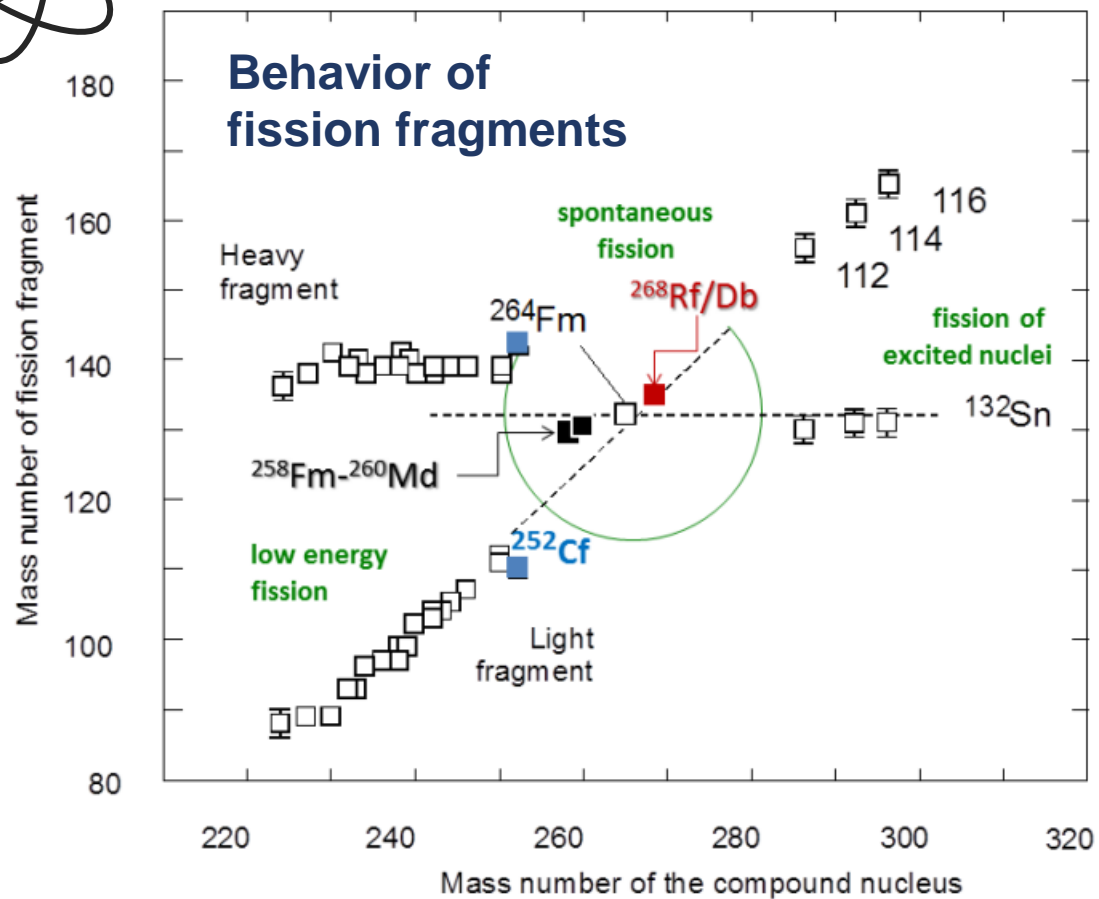 Behavior of
fission fragments
180
160
140
120
100
80
Mass number of fission fragment
Heavy
fragment
spontaneous
fission
116
114
112
²⁶⁴Fm
²⁶⁸Rf/Db
fission of
excited nuclei
¹³²Sn
²⁵⁸Fm-²⁶⁰Md
²⁵²Cf
low energy
fission
Light
fragment
220
240
260
280
300
320
Mass number of the compound nucleus